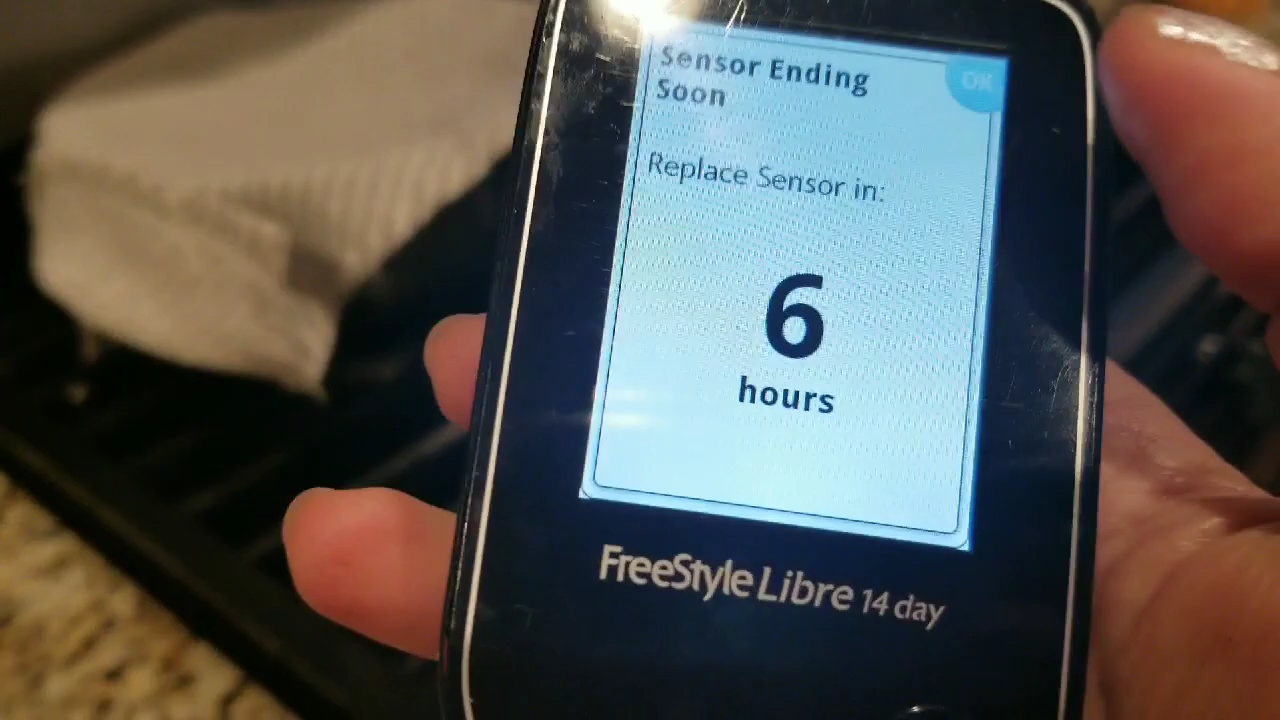 Sensor Ending
Soon
OK
Replace Sensor in:
6
hours
FreeStyle Libre 14 day